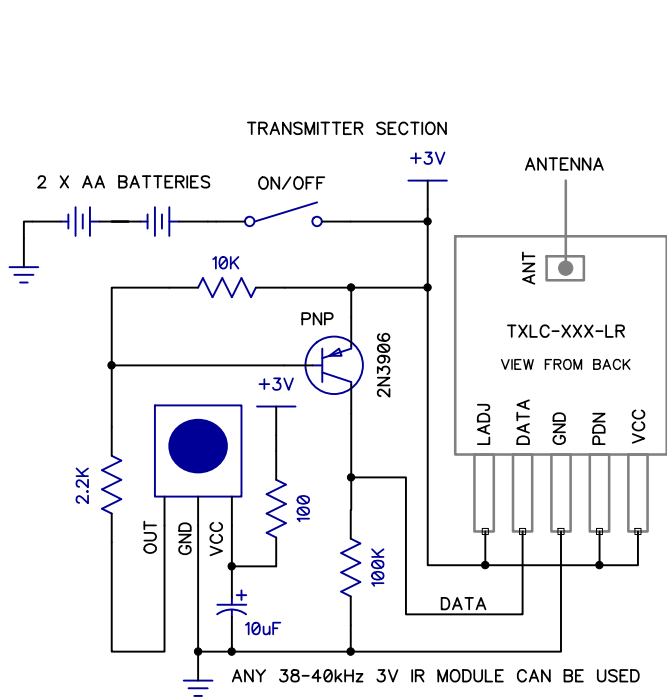 TRANSMITTER SECTION
+3V
2 X AA BATTERIES
ON/OFF
ANTENNA
10K
ANT
PNP
2N3906
TXLC-XXX-LR
VIEW FROM BACK
+3V
LADJ
DATA
GND
PDN
VCC
2.2K
100
OUT
GND
VCC
100K
+
10uF
DATA
ANY 38-40kHz 3V IR MODULE CAN BE USED